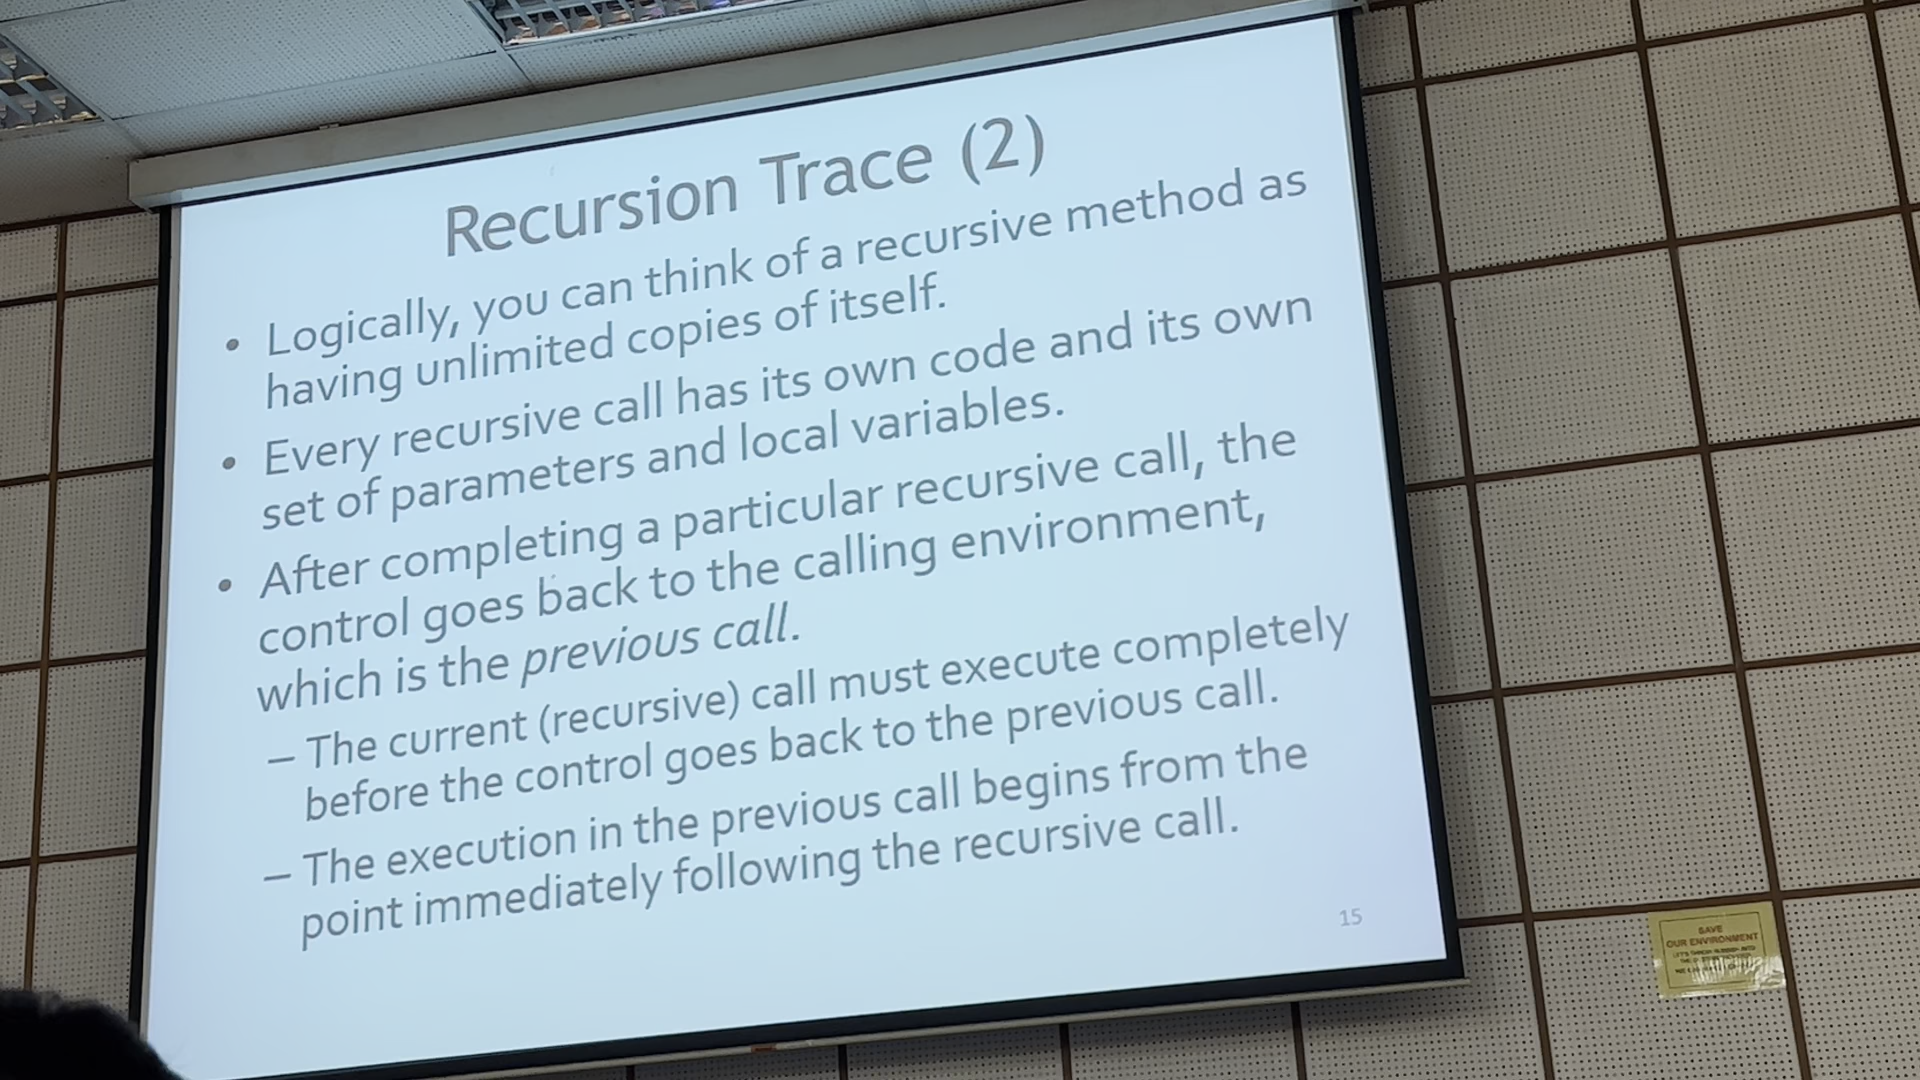 Recursion Trace (2)
• Logically, you can think of a recursive method as
having unlimited copies of itself.
• Every recursive call has its own code and its own
set of parameters and local variables.
• After completing a particular recursive call, the
control goes back to the calling environment,
which is the previous call.
– The current (recursive) call must execute completely
before the control goes back to the previous call.
– The execution in the previous call begins from the
point immediately following the recursive call.
15
SAVE
OUR ENVIRONMENT